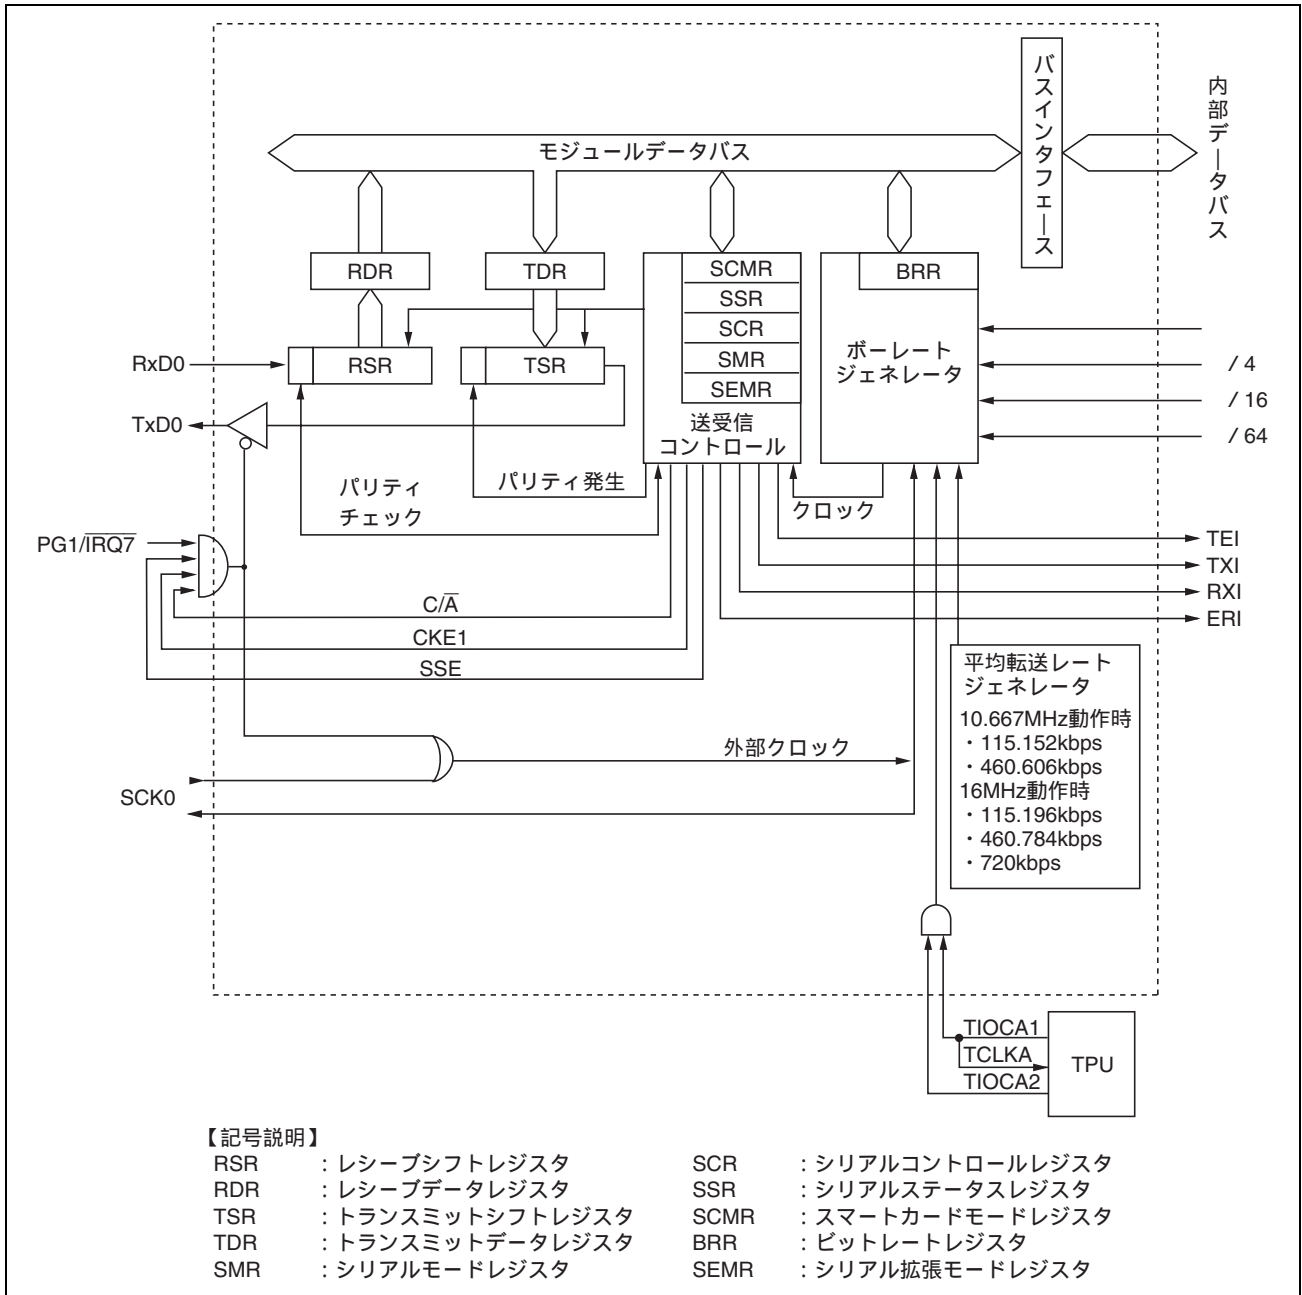 バスインタフェース
内部データバス
モジュールデータバス
RDR
TDR
SCMR
SSR
SCR
SMR
SEMR
送受信
コントロール
BRR
ボーレート
ジェネレータ
/ 4
/ 16
/ 64
RxD0
RSR
TSR
TxD0
パリティ
チェック
パリティ発生
クロック
PG1/IRQ7
TEI
TXI
RXI
ERI
C/A
CKE1
SSE
平均転送レート
ジェネレータ
10.667MHz動作時
・115.152kbps
・460.606kbps
16MHz動作時
・115.196kbps
・460.784kbps
・720kbps
外部クロック
SCK0
TIOCA1
TCLKA
TIOCA2
TPU
【記号説明】
RSR : レシーブシフトレジスタ
RDR : レシーブデータレジスタ
TSR : トランスミットシフトレジスタ
TDR : トランスミットデータレジスタ
SMR : シリアルモードレジスタ
SCR : シリアルコントロールレジスタ
SSR : シリアルステータスレジスタ
SCMR : スマートカードモードレジスタ
BRR : ビットレートレジスタ
SEMR : シリアル拡張モードレジスタ